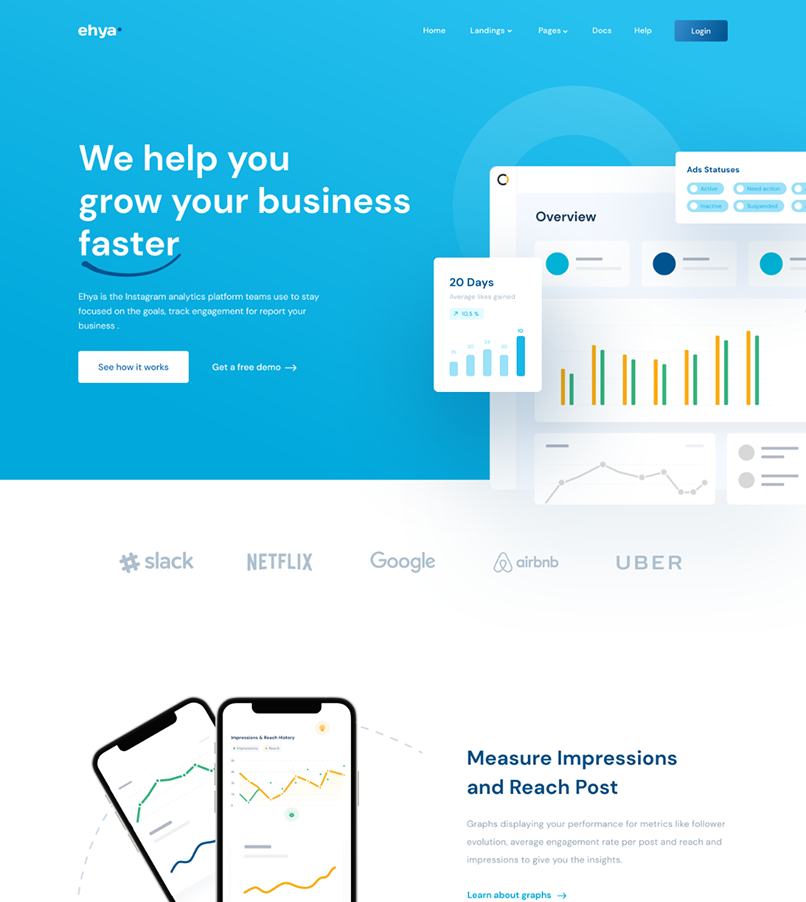 ehya
Home
Landings
Pages
Docs
Help
Login
We help you
grow your business
faster
Ehya is the Instagram analytics platform teams use to stay
focused on the goals, track engagement for report your
business .
See how it works
Get a free demo
Ads Statuses
Active
Need action
Inactive
Suspended
Overview
20 Days
Average likes gained
10.5 %
slack
NETFLIX
Google
airbnb
UBER
Impressions & Reach History
Impressions
Reach
Measure Impressions
and Reach Post
Graphs displaying your performance for metrics like follower
evolution, average engagement rate per post and reach and
impressions to give you the insights.
Learn about graphs